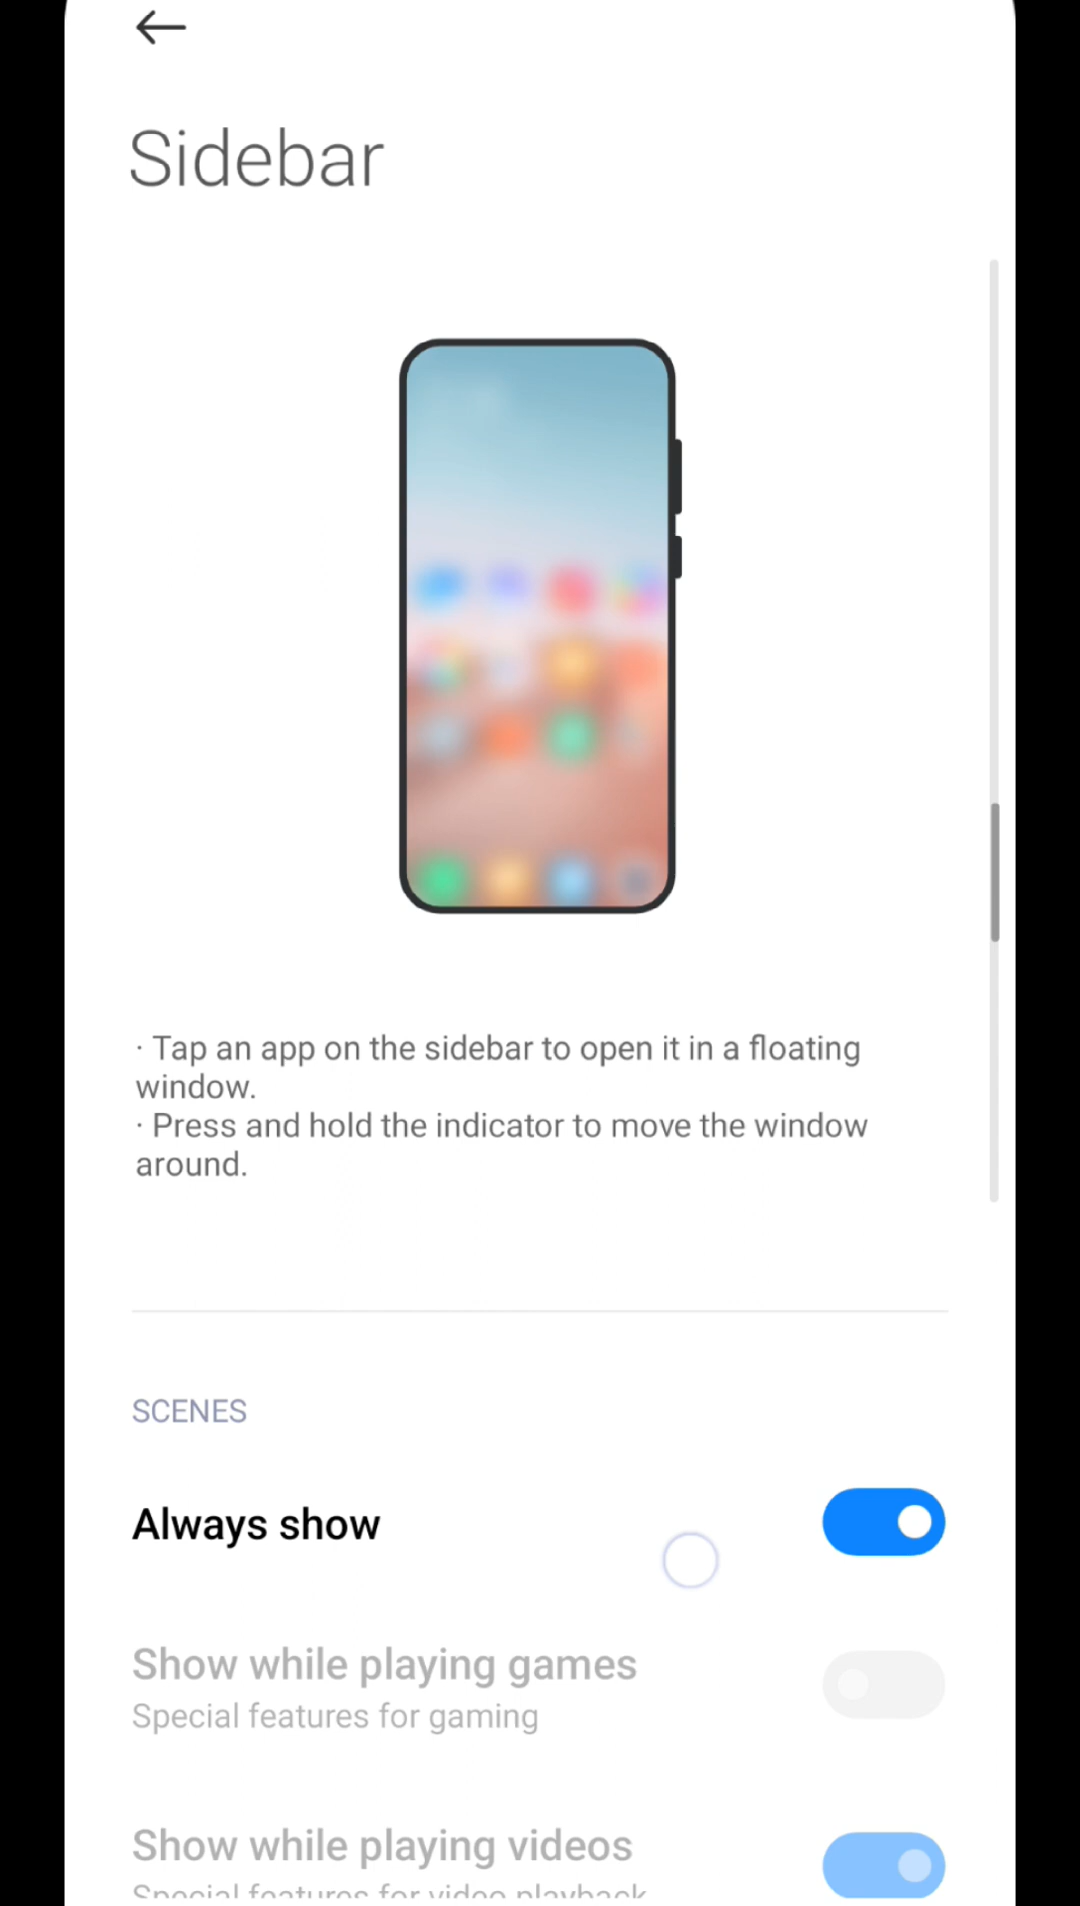 Sidebar
· Tap an app on the sidebar to open it in a floating
window.
· Press and hold the indicator to move the window
around.
SCENES
Always show
Show while playing games
Special features for gaming
Show while playing videos
Special features for video playback